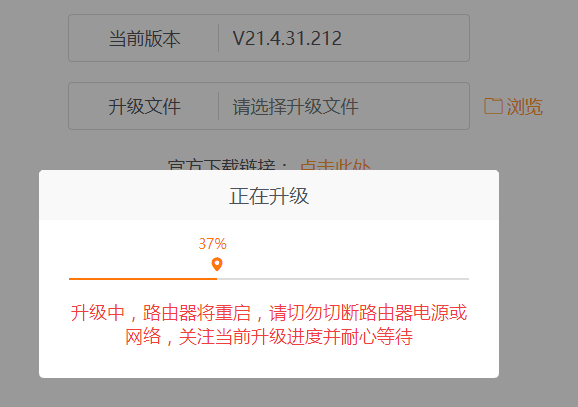 当前版本 V21.4.31.212
升级文件 请选择升级文件 浏览
官方下载链接： 点击此处
正在升级
37%
升级中，路由器将重启，请切勿切断路由器电源或
网络，关注当前升级进度并耐心等待